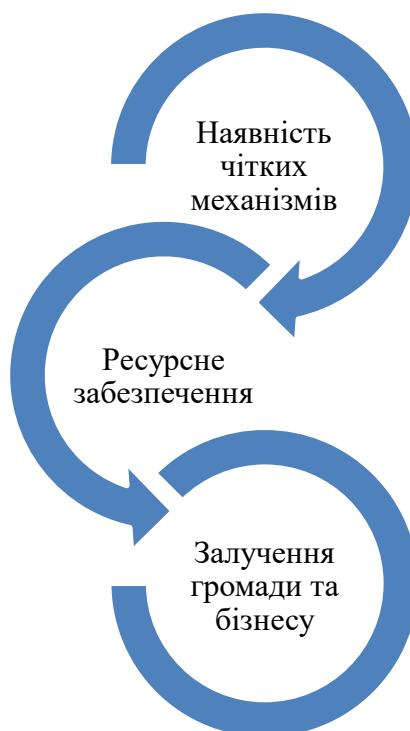 Наявність
чітких
механізмів
Ресурсне
забезпечення
Залучення
громади та
бізнесу